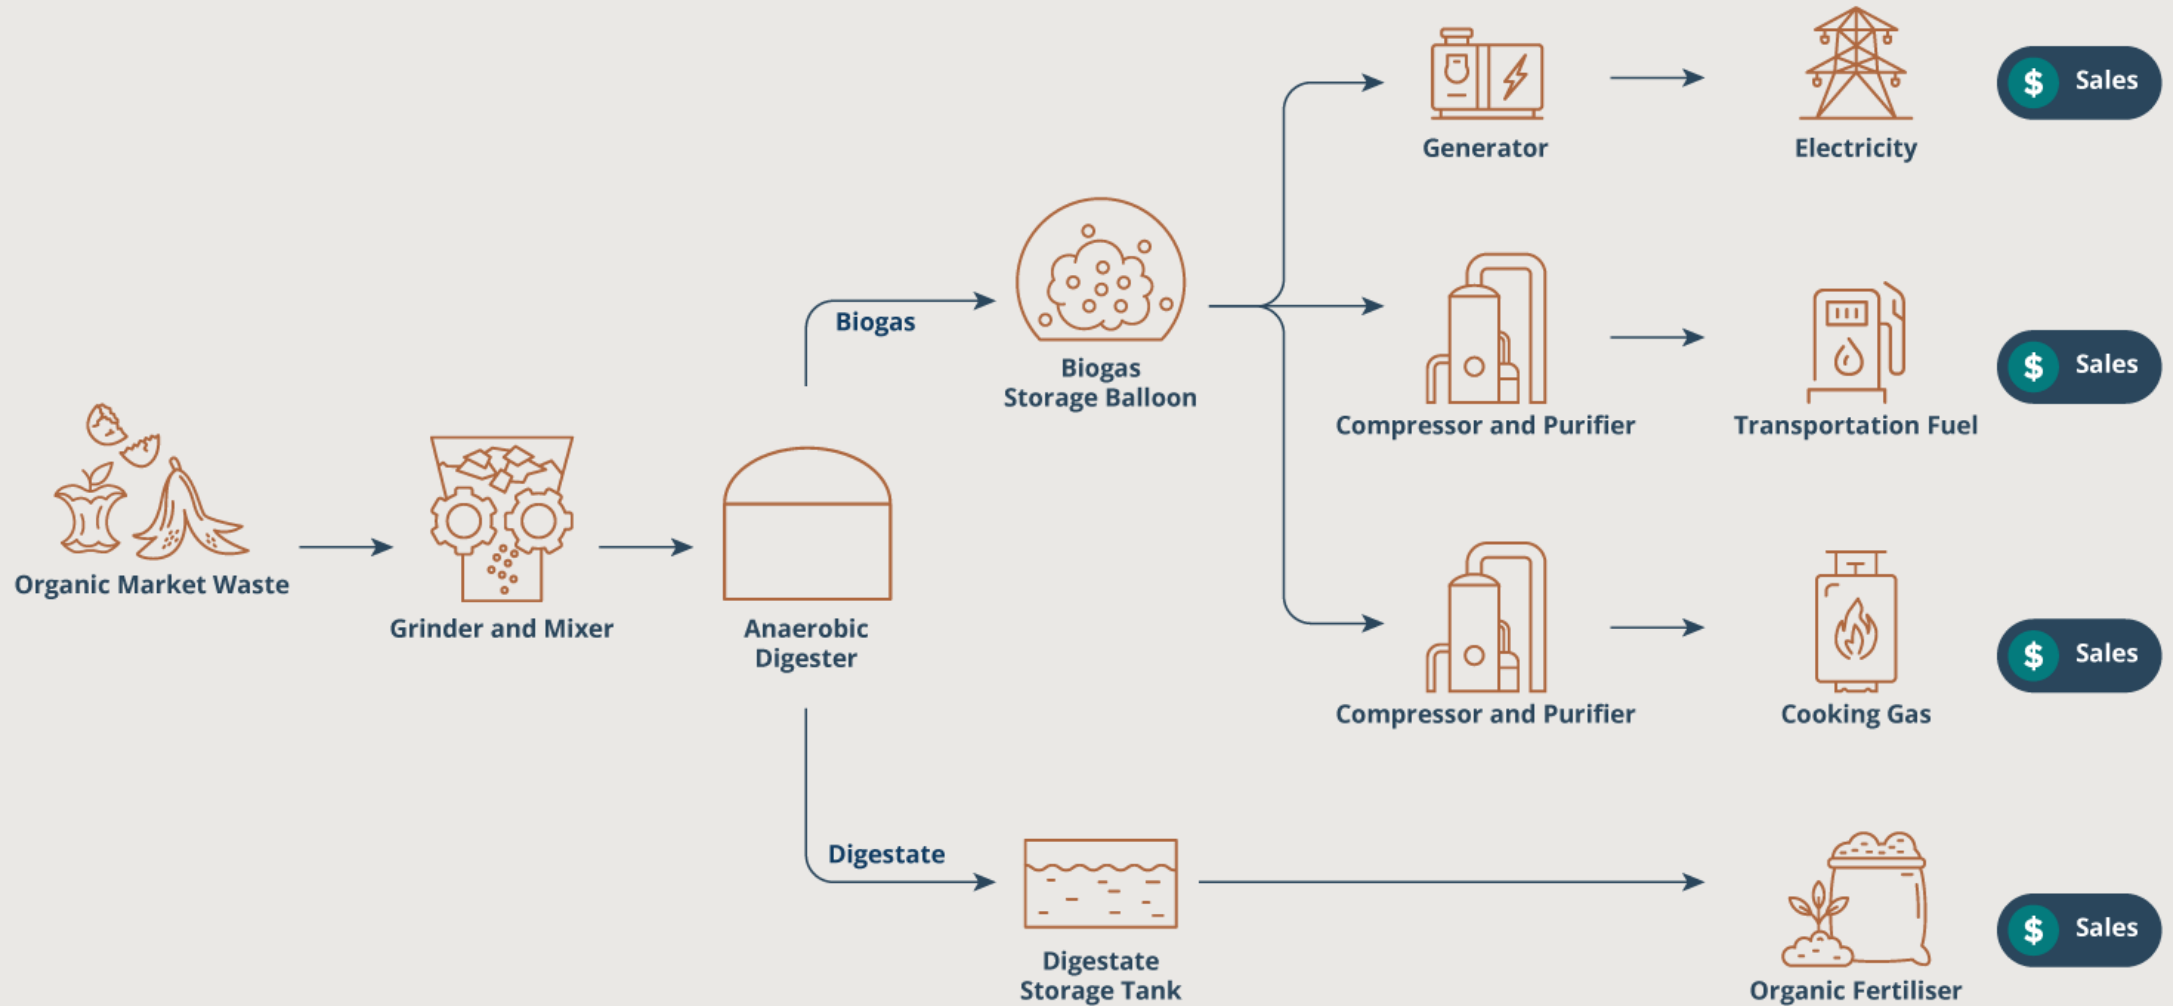 Organic Market Waste
Grinder and Mixer
Anaerobic
Digester
Biogas
Biogas
Storage Balloon
Generator
Electricity
$ Sales
Compressor and Purifier
Transportation Fuel
$ Sales
Compressor and Purifier
Cooking Gas
$ Sales
Digestate
Digestate
Storage Tank
Organic Fertiliser
$ Sales